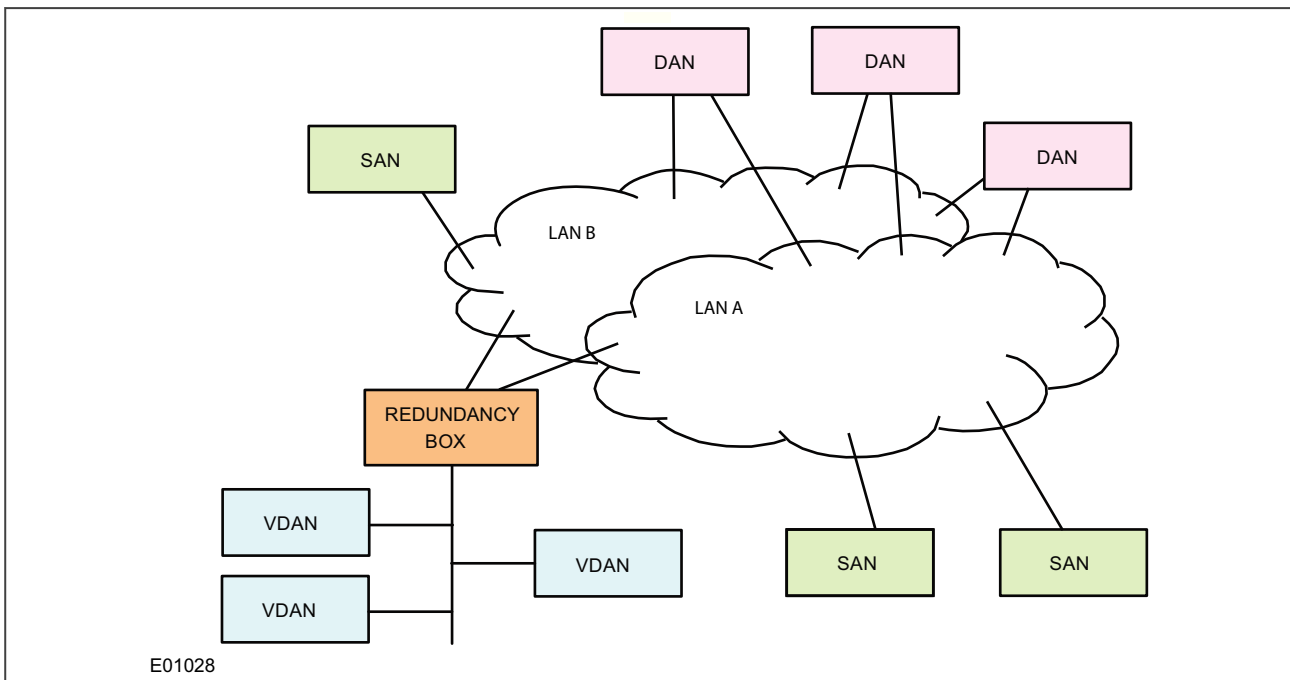 DAN
DAN
DAN
SAN
LAN B
LAN A
REDUNDANCY
BOX
VDAN
VDAN
VDAN
SAN
SAN
E01028